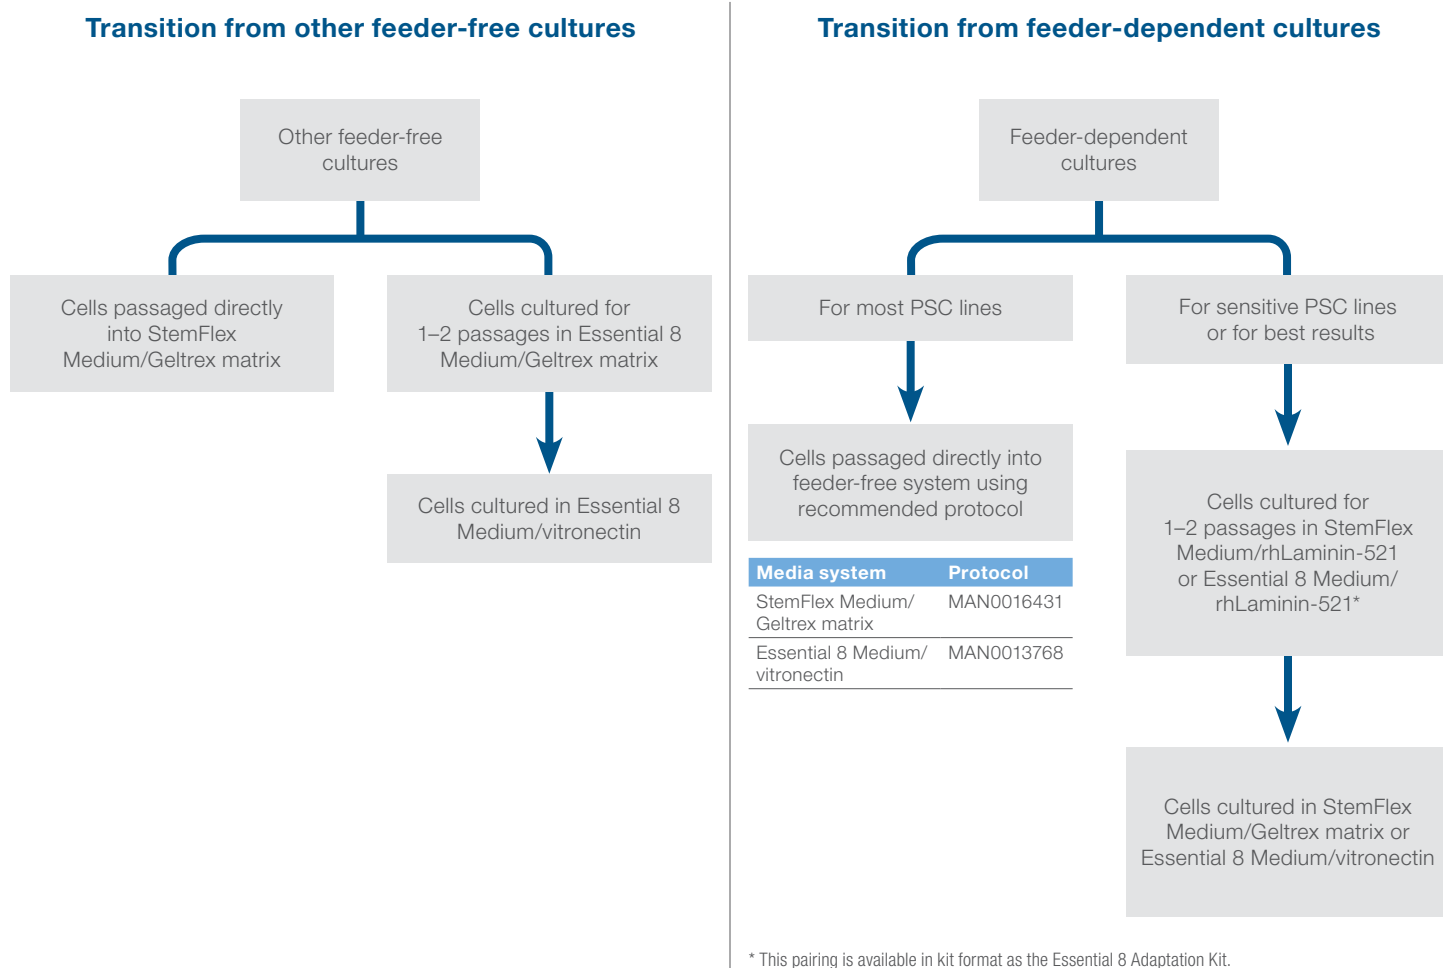 Transition from other feeder-free cultures
Other feeder-free
cultures
Cells passaged directly
into StemFlex
Medium/Geltrex matrix
Cells cultured for
1–2 passages in Essential 8
Medium/Geltrex matrix
Cells cultured in Essential 8
Medium/vitronectin
Transition from feeder-dependent cultures
Feeder-dependent
cultures
For most PSC lines
Cells passaged directly into
feeder-free system using
recommended protocol
Media system Protocol
StemFlex Medium/ MAN0016431
Geltrex matrix
Essential 8 Medium/ MAN0013768
vitronectin
For sensitive PSC lines
or for best results
Cells cultured for
1–2 passages in StemFlex
Medium/rhLaminin-521
or Essential 8 Medium/
rhLaminin-521*
Cells cultured in StemFlex
Medium/Geltrex matrix or
Essential 8 Medium/vitronectin
* This pairing is available in kit format as the Essential 8 Adaptation Kit.